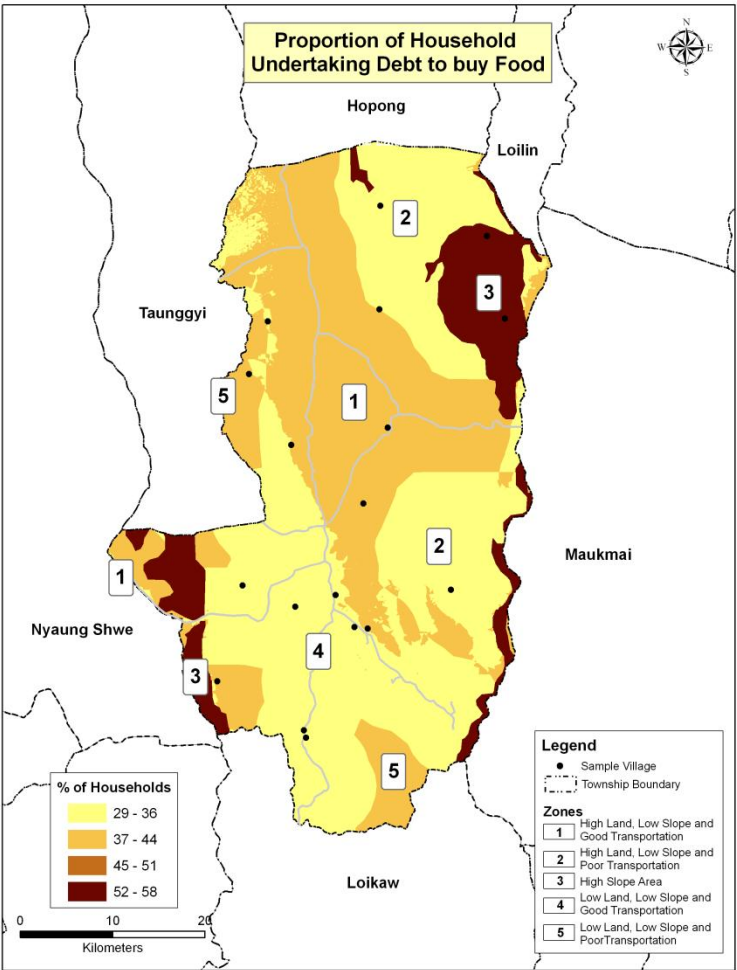 Proportion of Household
Undertaking Debt to buy Food
N
W
E
S
Hopong
Loilin
2
3
Taunggyi
5
1
2
Maukmai
1
Nyaung Shwe
4
3
5
Loikaw
% of Households
29 - 36
37 - 44
45 - 51
52 - 58
0
10
20
Kilometers
Legend
Sample Village
Township Boundary
Zones
1 High Land, Low Slope and
Good Transportation
2 High Land, Low Slope and
Poor Transportation
3 High Slope Area
4 Low Land, Low Slope and
Good Transportation
5 Low Land, Low Slope and
PoorTransportation